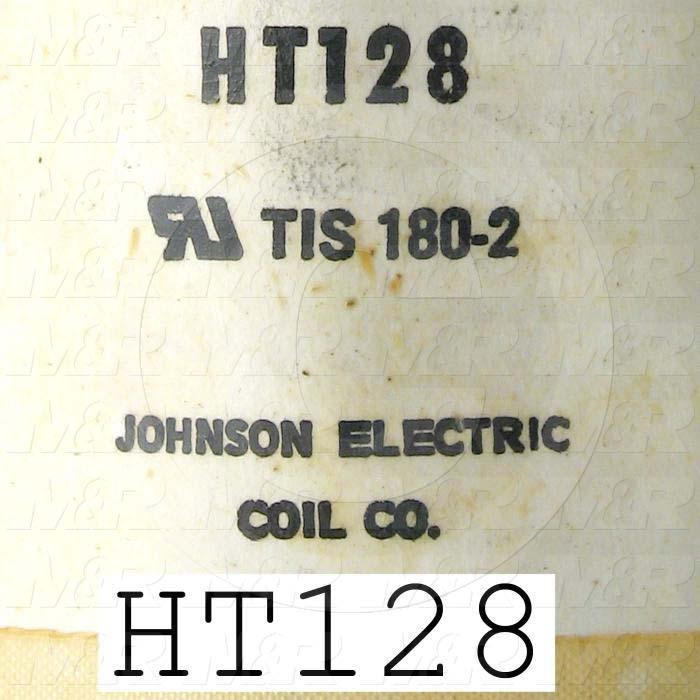 HT128
TIS 180-2
JOHNSON ELECTRIC
COIL CO.
HT128